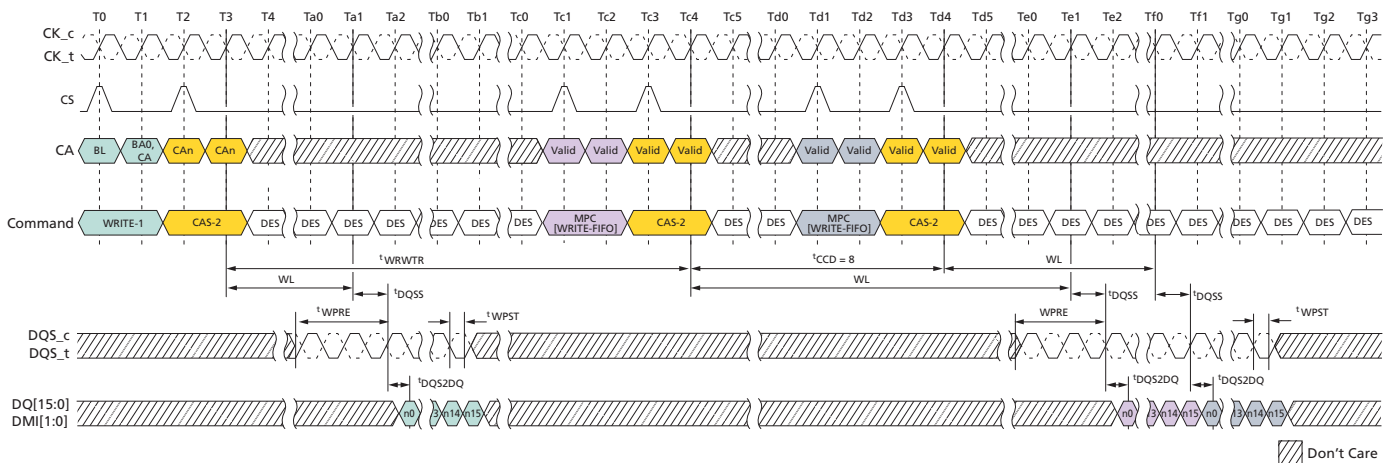 T0 T1 T2 T3 T4 Ta0 Ta1 Ta2 Tb0 Tb1 Tc0 Tc1 Tc2 Tc3 Tc4 Tc5 Td0 Td1 Td2 Td3 Td4 Td5 Te0 Te1 Te2 Tf0 Tf1 Tg0 Tg1 Tg2 Tg3
CK_c
CK_t
CS
CA BL BA0, CA CAn CAn Valid Valid Valid Valid Valid Valid Valid Valid
Command WRITE-1 CAS-2 DES DES DES DES DES DES DES MPC [WRITE-FIFO] CAS-2 DES DES MPC [WRITE-FIFO] CAS-2 DES DES DES DES DES DES DES DES DES DES
tWRWTR tCCD = 8 WL
WL WL
tDQSS tDQSS tDQSS
tWPRE tWPST WPRE tWPST
DQS_c
DQS_t
tDQS2DQ tDQS2DQ tDQS2DQ
DQ[15:0]
DMI[1:0]
n0 13 n14 n15 n0 13 n14 n15 n0 13 n14 n15
Don't Care